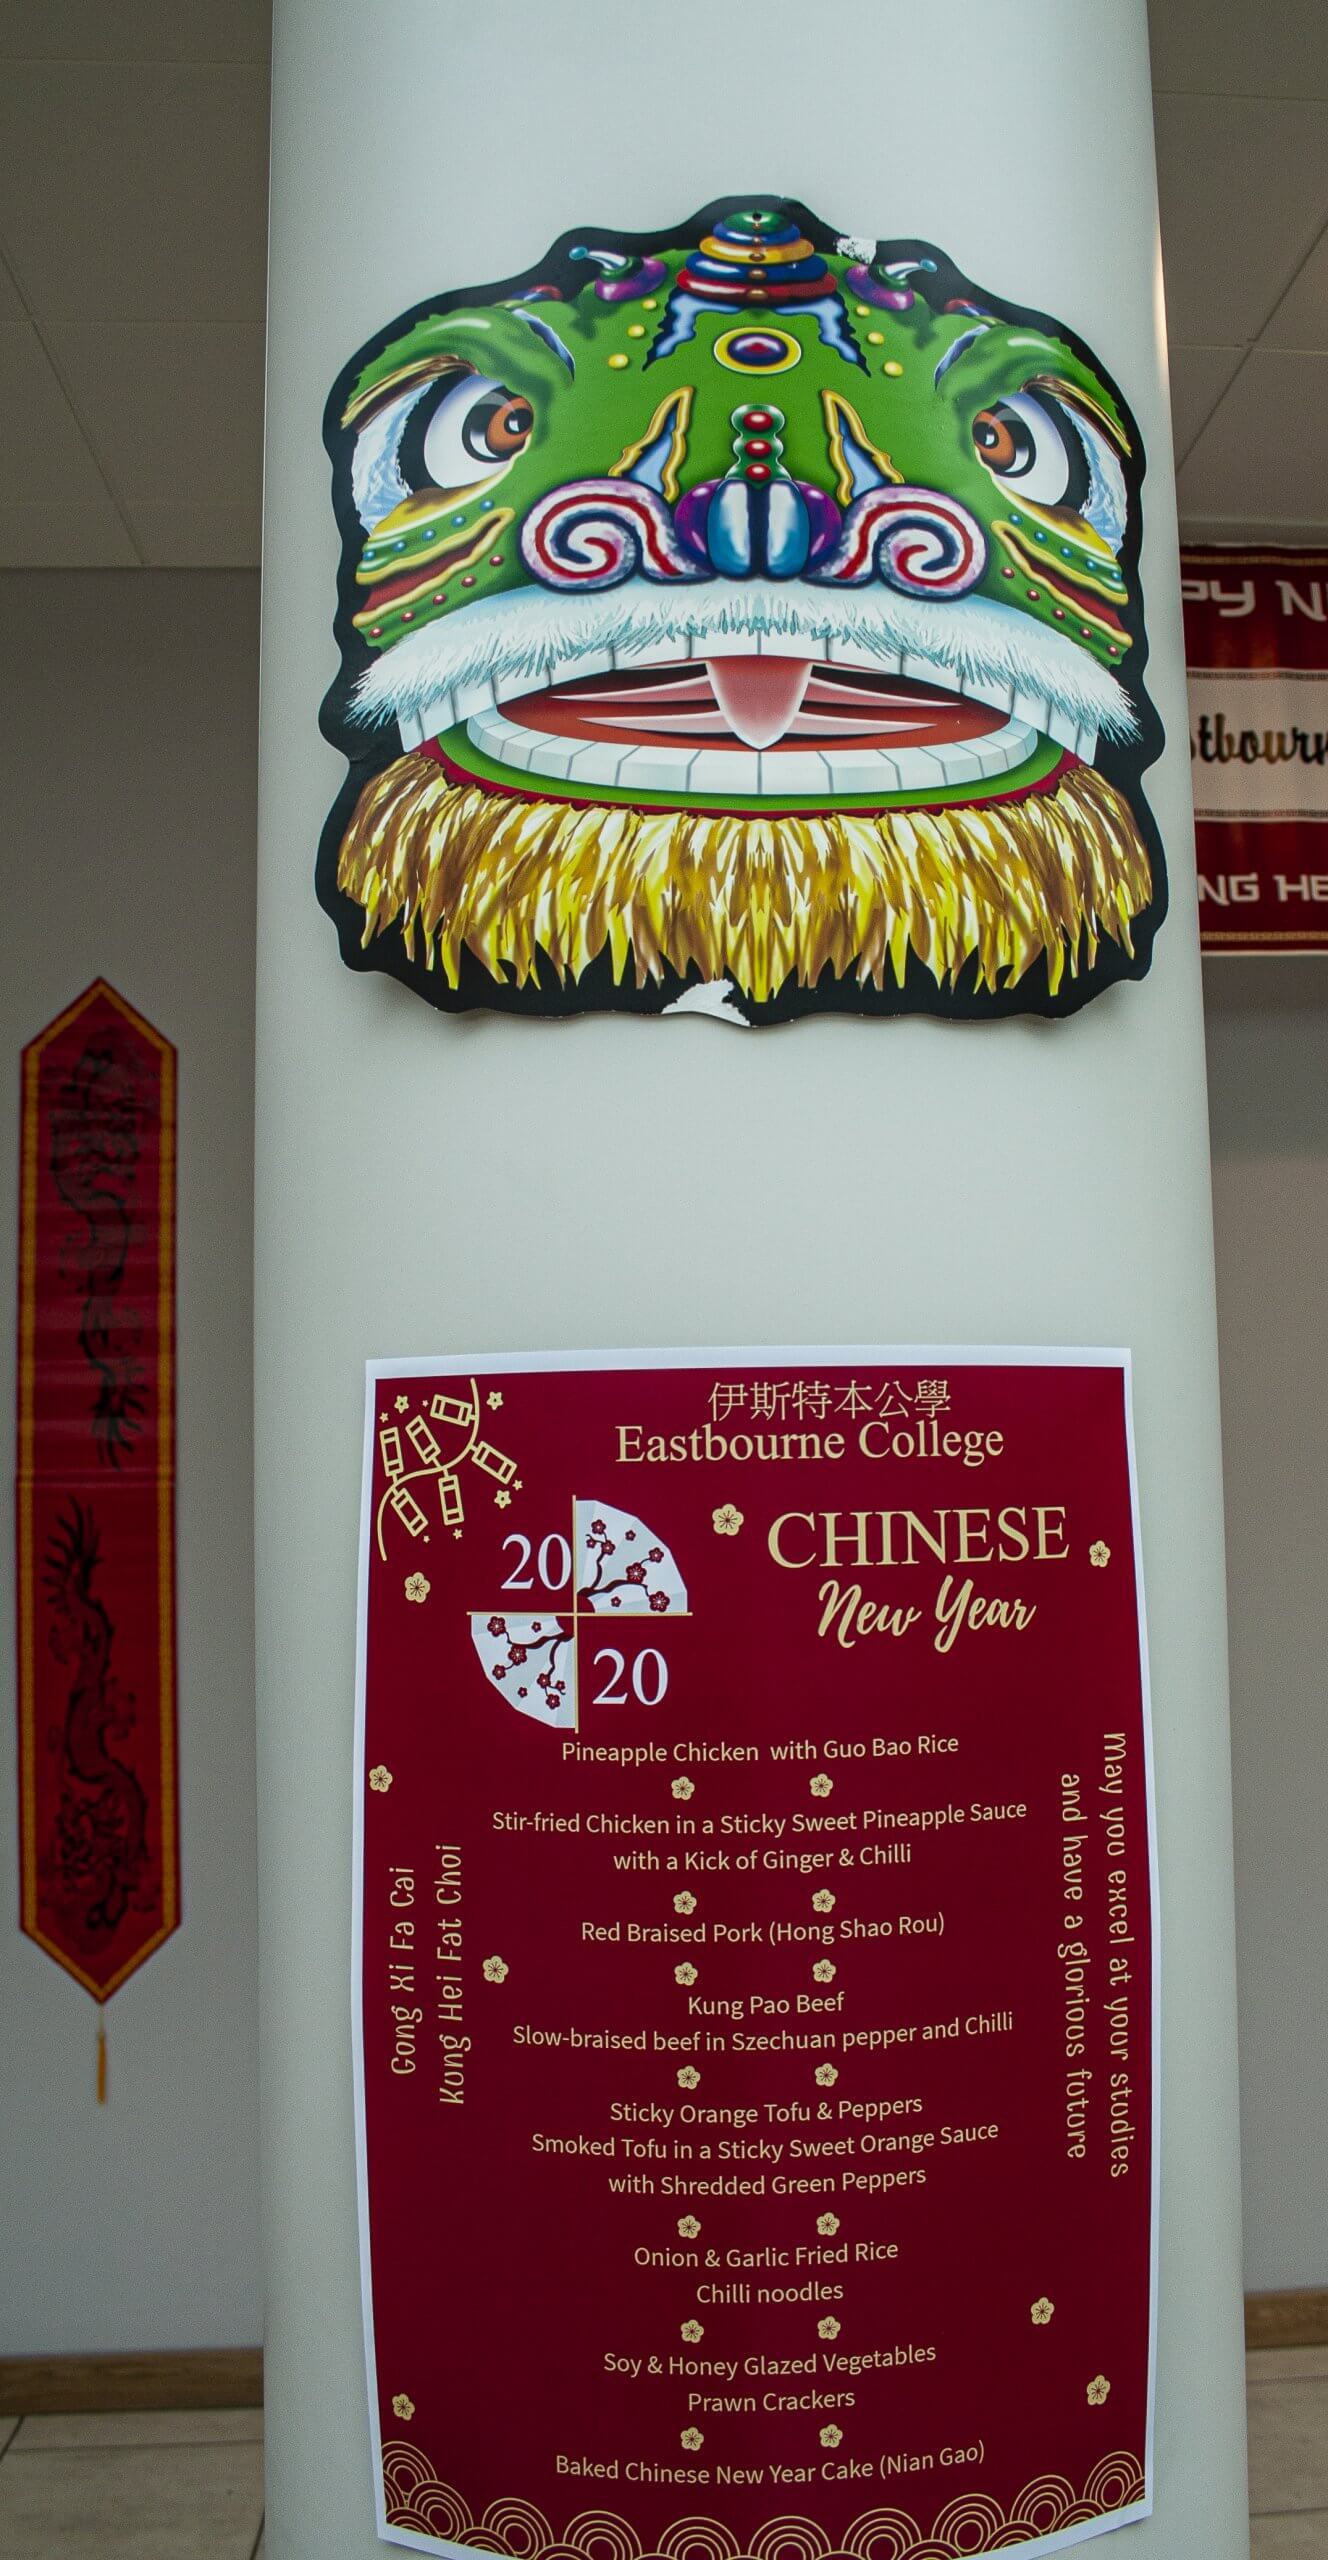 伊斯特本公學
Eastbourne College
20
20
CHINESE
New Year
Pineapple Chicken with Guo Bao Rice
Stir-fried Chicken in a Sticky Sweet Pineapple Sauce
with a Kick of Ginger & Chilli
Red Braised Pork (Hong Shao Rou)
Kung Pao Beef
Slow-braised beef in Szechuan pepper and Chilli
Sticky Orange Tofu & Peppers
Smoked Tofu in a Sticky Sweet Orange Sauce
with Shredded Green Peppers
Onion & Garlic Fried Rice
Chilli noodles
Soy & Honey Glazed Vegetables
Prawn Crackers
Baked Chinese New Year Cake (Nian Gao)
Gong Xi Fa Cai
Kung Hei Fat Choi
May you excel at your studies
and have a glorious future